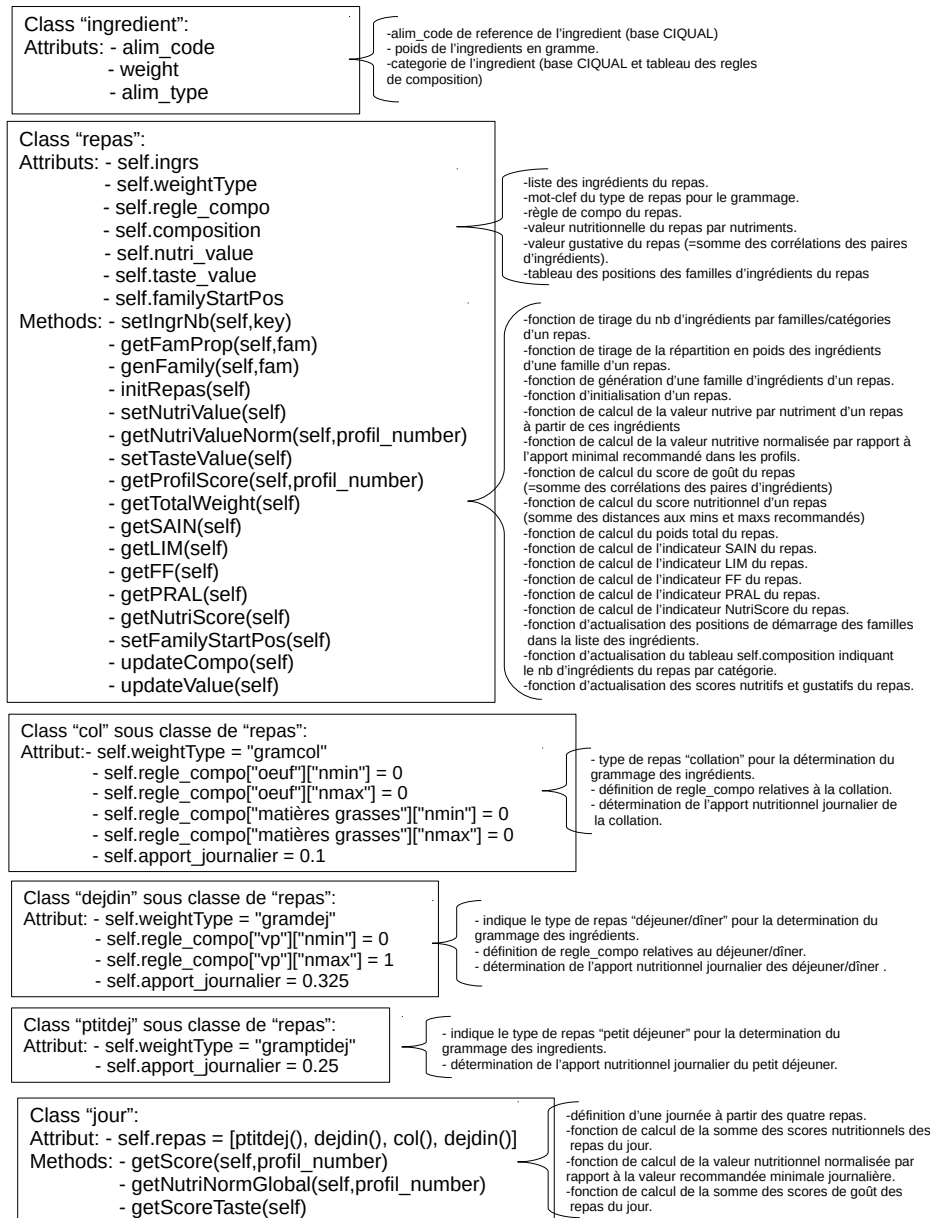 Class “ingredient”:
Attributs: - alim_code
- weight
- alim_type
-alim_code de reference de l’ingredient (base CIQUAL)
- poids de l’ingredients en gramme.
-categorie de l’ingredient (base CIQUAL et tableau des regles
de composition)
Class “repas”:
Attributs: - self.ingrs
- self.weightType
- self.regle_compo
- self.composition
- self.nutri_value
- self.taste_value
- self.familyStartPos
-liste des ingrédients du repas.
-mot-clef du type de repas pour le grammage.
-règle de compo du repas.
-valeur nutritionnelle du repas par nutriments.
-valeur gustative du repas (=somme des corrélations des paires
d’ingrédients).
-tableau des positions des familles d’ingrédients du repas
Methods: - setIngrNb(self,key)
- getFamProp(self,fam)
- genFamily(self,fam)
- initRepas(self)
- setNutriValue(self)
- getNutriValueNorm(self,profil_number)
- setTasteValue(self)
- getProfilScore(self,profil_number)
- getTotalWeight(self)
- getSAIN(self)
- getLIM(self)
- getFF(self)
- getPRAL(self)
- getNutriScore(self)
- setFamilyStartPos(self)
- updateCompo(self)
- updateValue(self)
-fonction de tirage du nb d’ingrédients par familles/catégories
d’un repas.
-fonction de tirage de la répartition en poids des ingrédients
d’une famille d’un repas.
-fonction de génération d’une famille d’ingrédients d’un repas.
-fonction d’initialisation d’un repas.
-fonction de calcul de la valeur nutrive par nutriment d’un repas
à partir de ces ingrédients
-fonction de calcul de la valeur nutritive normalisée par rapport à
l’apport minimal recommandé dans les profils.
-fonction de calcul du score de goût du repas
(=somme des corrélations des paires d’ingrédients)
-fonction de calcul du score nutritionnel d’un repas
(somme des distances aux mins et maxs recommandés)
-fonction de calcul du poids total du repas.
-fonction de calcul de l’indicateur SAIN du repas.
-fonction de calcul de l’indicateur LIM du repas.
-fonction de calcul de l’indicateur FF du repas.
-fonction de calcul de l’indicateur PRAL du repas.
-fonction de calcul de l’indicateur NutriScore du repas.
-fonction d’actualisation des positions de démarrage des familles
dans la liste des ingrédients.
-fonction d’actualisation du tableau self.composition indiquant
le nb d’ingrédients du repas par catégorie.
-fonction d’actualisation des scores nutritifs et gustatifs du repas.
Class “col” sous classe de “repas”:
Attribut:- self.weightType = "gramcol"
- self.regle_compo["oeuf"]["nmin"] = 0
- self.regle_compo["oeuf"]["nmax"] = 0
- self.regle_compo["matières grasses"]["nmin"] = 0
- self.regle_compo["matières grasses"]["nmax"] = 0
- self.apport_journalier = 0.1
- type de repas “collation” pour la détermination du
grammage des ingrédients.
- définition de regle_compo relatives à la collation.
- détermination de l’apport nutritionnel journalier de
la collation.
Class “dejdin” sous classe de “repas”:
Attribut: - self.weightType = "gramdej"
- self.regle_compo["vp"]["nmin"] = 0
- self.regle_compo["vp"]["nmax"] = 1
- self.apport_journalier = 0.325
- indique le type de repas “déjeuner/dîner” pour la determination du
grammage des ingrédients.
- définition de regle_compo relatives au déjeuner/dîner.
- détermination de l’apport nutritionnel journalier des déjeuner/dîner .
Class “ptitdej” sous classe de “repas”:
Attribut: - self.weightType = "gramptidej"
- self.apport_journalier = 0.25
- indique le type de repas “petit déjeuner” pour la determination du
grammage des ingredients.
- détermination de l’apport nutritionnel journalier du petit déjeuner.
Class “jour”:
Attribut: - self.repas = [ptitdej(), dejdin(), col(), dejdin()]
Methods: - getScore(self,profil_number)
- getNutriNormGlobal(self,profil_number)
- getScoreTaste(self)
-définition d’une journée à partir des quatre repas.
-fonction de calcul de la somme des scores nutritionnels des
repas du jour.
-fonction de calcul de la valeur nutritionnel normalisée par
rapport à la valeur recommandée minimale journalière.
-fonction de calcul de la somme des scores de goût des
repas du jour.